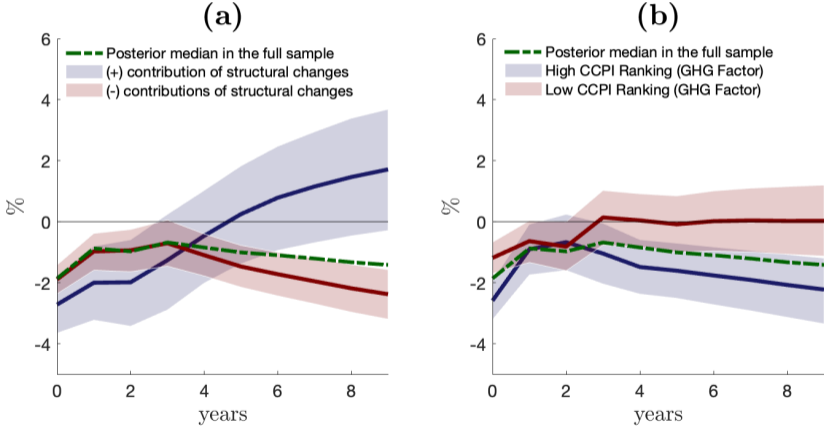 (a)
6
4
2
0
-2
-4
%
Posterior median in the full sample
(+) contribution of structural changes
(-) contributions of structural changes
0 2 4 6 8
years
(b)
6
4
2
0
-2
-4
%
Posterior median in the full sample
High CCPI Ranking (GHG Factor)
Low CCPI Ranking (GHG Factor)
0 2 4 6 8
years